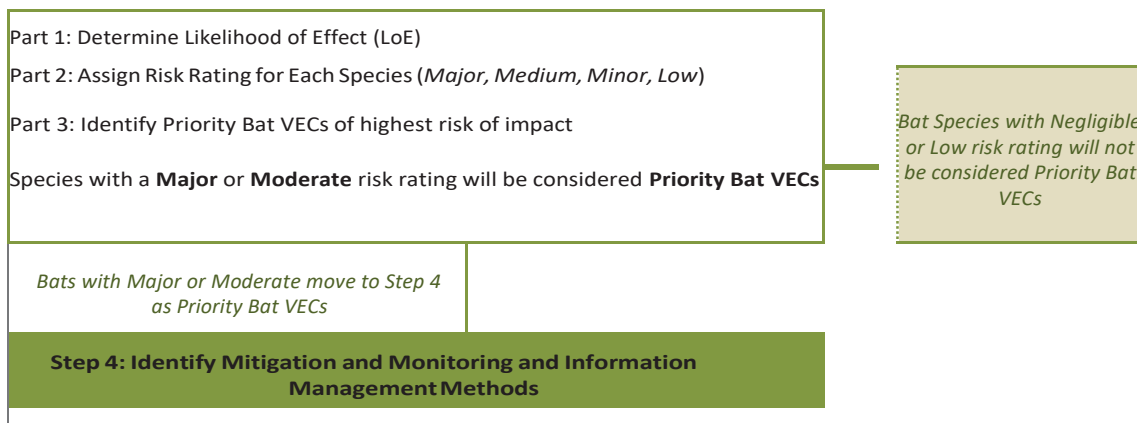 Part 1: Determine Likelihood of Effect (LoE)
Part 2: Assign Risk Rating for Each Species (Major, Medium, Minor, Low)
Part 3: Identify Priority Bat VECs of highest risk of impact
Species with a Major or Moderate risk rating will be considered Priority Bat VECs
Bat Species with Negligible
or Low risk rating will not
be considered Priority Bat
VECs
Bats with Major or Moderate move to Step 4
as Priority Bat VECs
Step 4: Identify Mitigation and Monitoring and Information
Management Methods